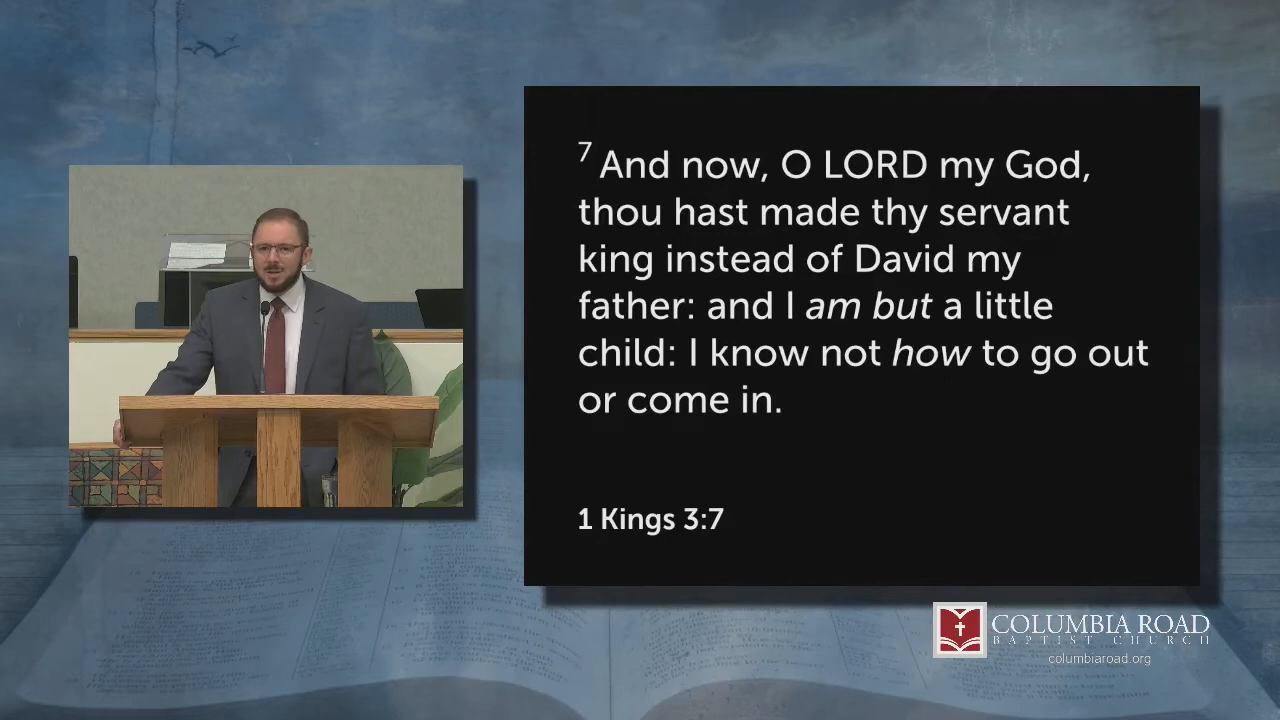 7 And now, O LORD my God,
thou hast made thy servant
king instead of David my
father: and I am but a little
child: I know not how to go out
or come in.
1 Kings 3:7
COLUMBIA ROAD
BAPTIST CHURCH
columbiaroad.org